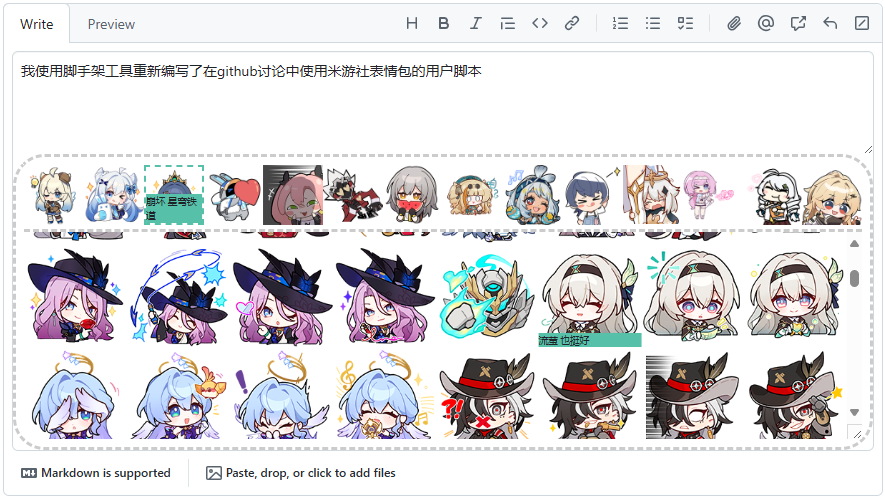 Write Preview
我使用脚手架工具重新编写了在github讨论中使用米游社表情包的用户脚本
崩坏 星穹铁
道
流萤 也挺好
?!
Markdown is supported Paste, drop, or click to add files